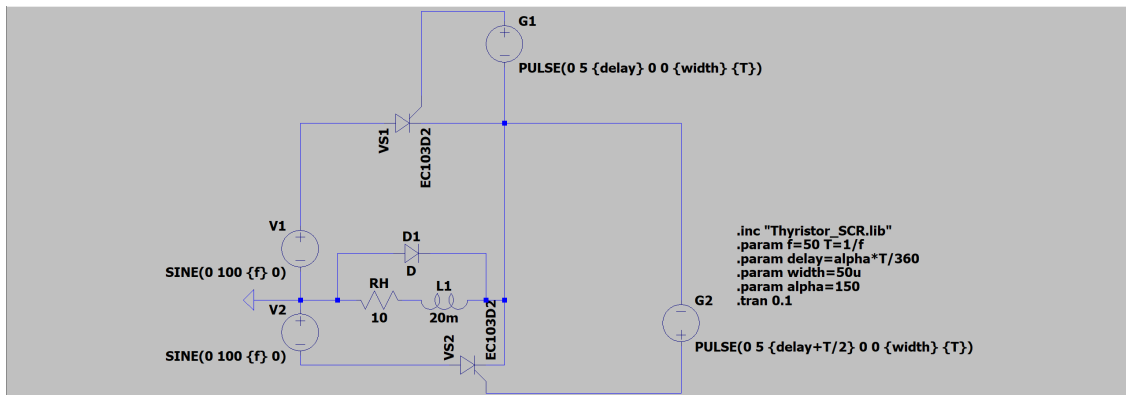 G1
PULSE(0 5 {delay} 0 0 {width} {T})
VS1
EC103D2
V1
SINE(0 100 {f} 0)
D1
D
RH
10
L1
20m
V2
SINE(0 100 {f} 0)
VS2
EC103D2
.inc "Thyristor_SCR.lib"
.param f=50 T=1/f
.param delay=alpha*T/360
.param width=50u
.param alpha=150
.tran 0.1
G2
PULSE(0 5 {delay+T/2} 0 0 {width} {T})